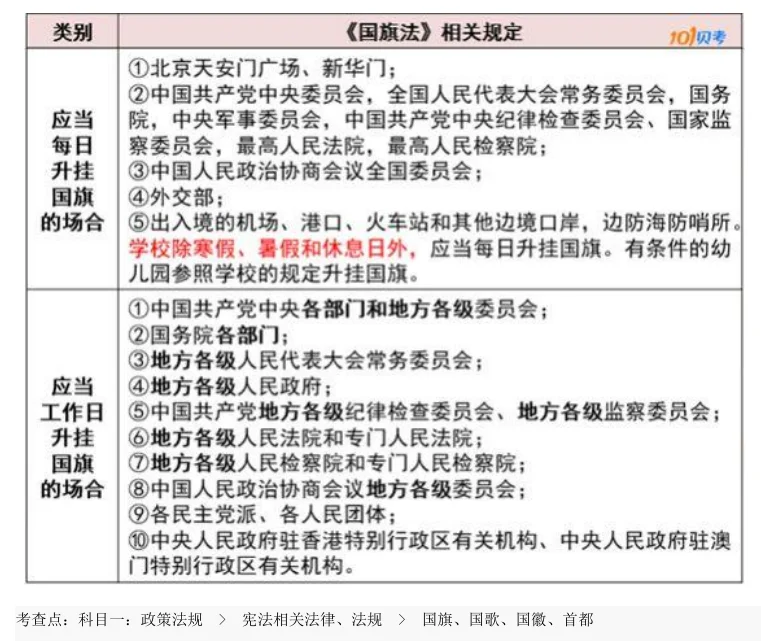 类别
《国旗法》相关规定
101贝考
应当
每日
升挂
国旗
的场合
①北京天安门广场、新华门；
②中国共产党中央委员会，全国人民代表大会常务委员会，国务
院，中央军事委员会，中国共产党中央纪律检查委员会、国家监
察委员会，最高人民法院，最高人民检察院；
③中国人民政治协商会议全国委员会；
④外交部；
⑤出入境的机场、港口、火车站和其他边境口岸，边防海防哨所。
学校除寒假、暑假和休息日外，应当每日升挂国旗。有条件的幼
儿园参照学校的规定升挂国旗。
应当
工作日
升挂
国旗
的场合
①中国共产党中央各部门和地方各级委员会；
②国务院各部门；
③地方各级人民代表大会常务委员会；
④地方各级人民政府；
⑤中国共产党地方各级纪律检查委员会、地方各级监察委员会；
⑥地方各级人民法院和专门人民法院；
⑦地方各级人民检察院和专门人民检察院；
⑧中国人民政治协商会议地方各级委员会；
⑨各民主党派、各人民团体；
⑩中央人民政府驻香港特别行政区有关机构、中央人民政府驻澳
门特别行政区有关机构。
考查点：科目一：政策法规 > 宪法相关法律、法规 > 国旗、国歌、国徽、首都